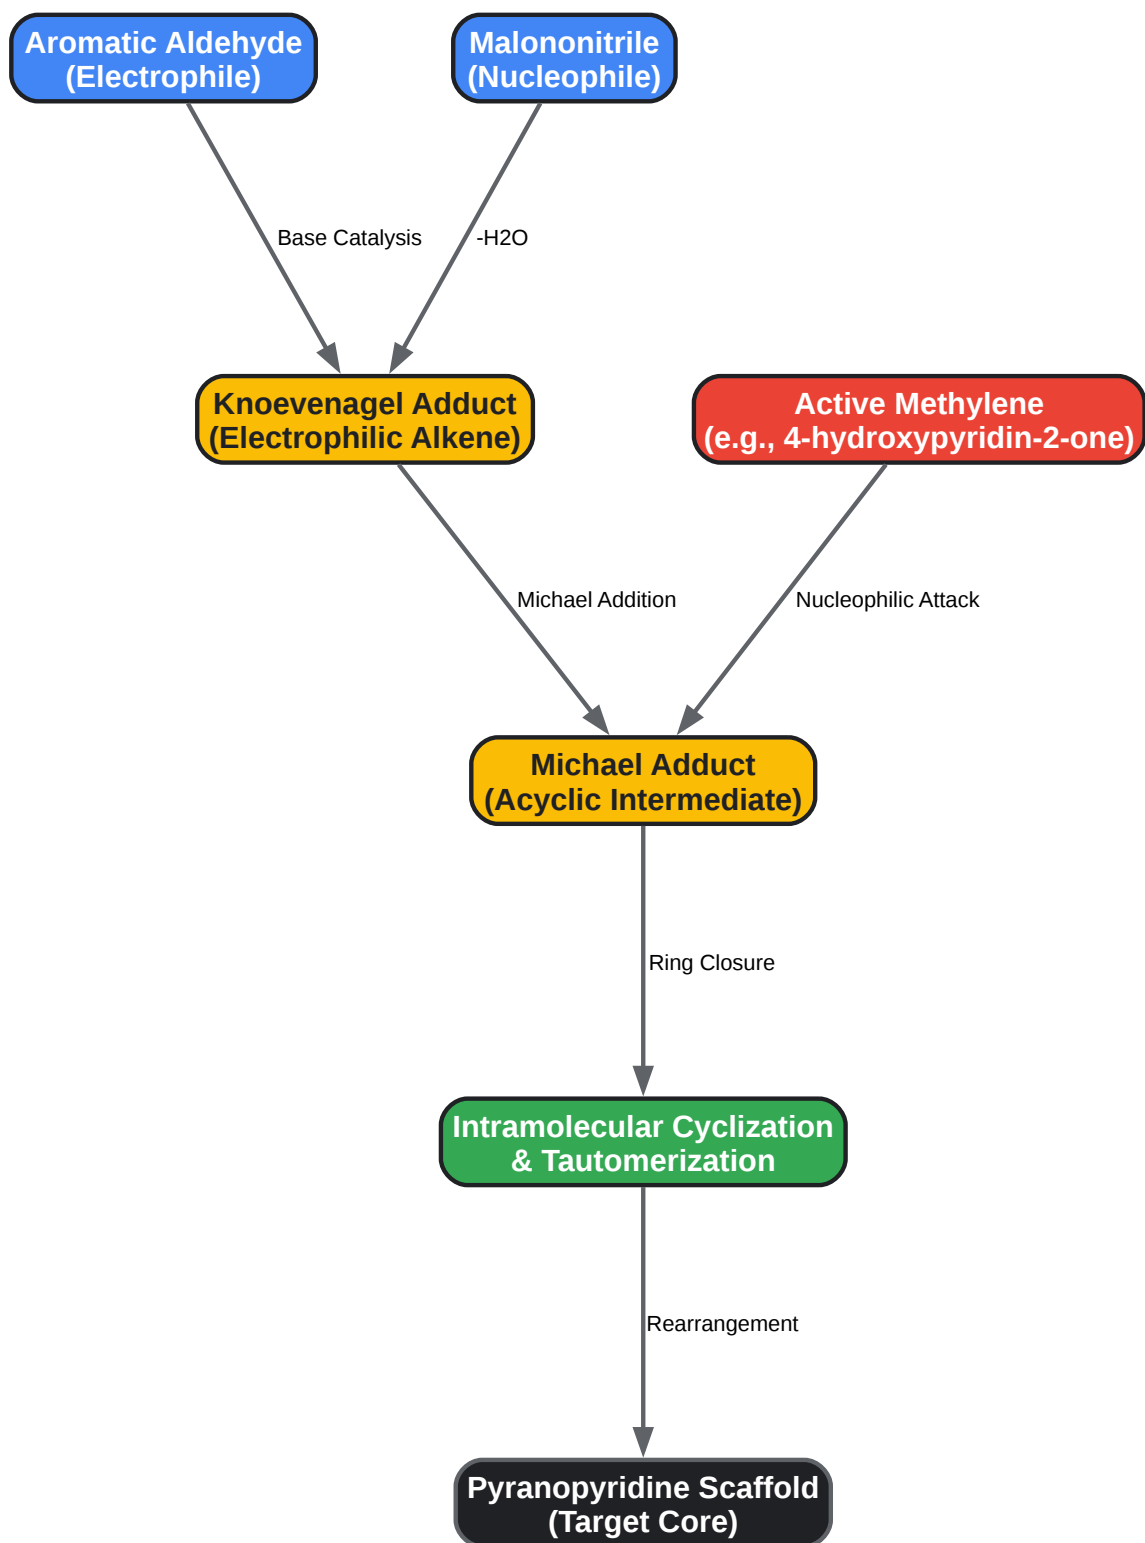 Aromatic Aldehyde
(Electrophile)
Malononitrile
(Nucleophile)
Base Catalysis
-H2O
Knoevenagel Adduct
(Electrophilic Alkene)
Active Methylene
(e.g., 4-hydroxypyridin-2-one)
Michael Addition
Nucleophilic Attack
Michael Adduct
(Acyclic Intermediate)
Ring Closure
Intramolecular Cyclization
& Tautomerization
Rearrangement
Pyranopyridine Scaffold
(Target Core)